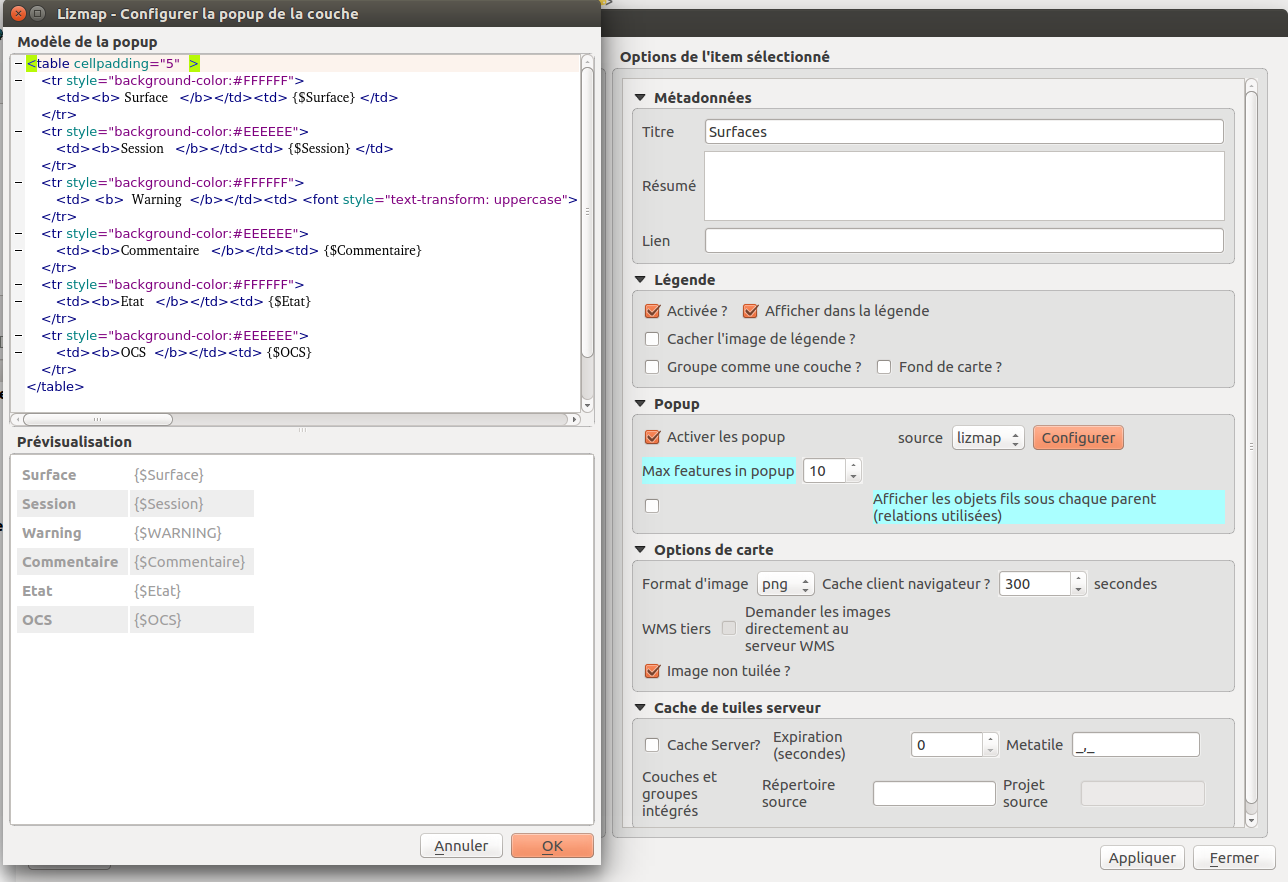 Lizmap - Configurer la popup de la couche
Modèle de la popup
<table cellpadding="5" >
<tr style="background-color:#FFFFFF">
<td><b> Surface </b></td><td> {$Surface} </td>
</tr>
<tr style="background-color:#EEEEEE">
<td><b>Session </b></td><td> {$Session} </td>
</tr>
<tr style="background-color:#FFFFFF">
<td> <b> Warning </b></td><td> <font style="text-transform: uppercase">
</tr>
<tr style="background-color:#EEEEEE">
<td><b>Commentaire </b></td><td> {$Commentaire}
</tr>
<tr style="background-color:#FFFFFF">
<td><b>Etat </b></td><td> {$Etat}
</tr>
<tr style="background-color:#EEEEEE">
<td><b>OCS </b></td><td> {$OCS}
</tr>
</table>
Prévisualisation
Surface {$Surface}
Session {$Session}
Warning {$WARNING}
Commentaire {$Commentaire}
Etat {$Etat}
OCS {$OCS}
Annuler OK
Options de l'item sélectionné
Métadonnées
Titre Surfaces
Résumé
Lien
Légende
Activée ? Afficher dans la légende
Cacher l'image de légende ?
Groupe comme une couche ? Fond de carte ?
Popup
Activer les popup source lizmap Configurer
Max features in popup 10
Afficher les objets fils sous chaque parent
(relations utilisées)
Options de carte
Format d'image png Cache client navigateur ? 300 secondes
WMS tiers
Demander les images
directement au
serveur WMS
Image non tuilée ?
Cache de tuiles serveur
Cache Server?
Expiration
(secondes)
0 Metatile _,_
Couches et
groupes
intégrés
Répertoire
source
Projet
source
Appliquer Fermer